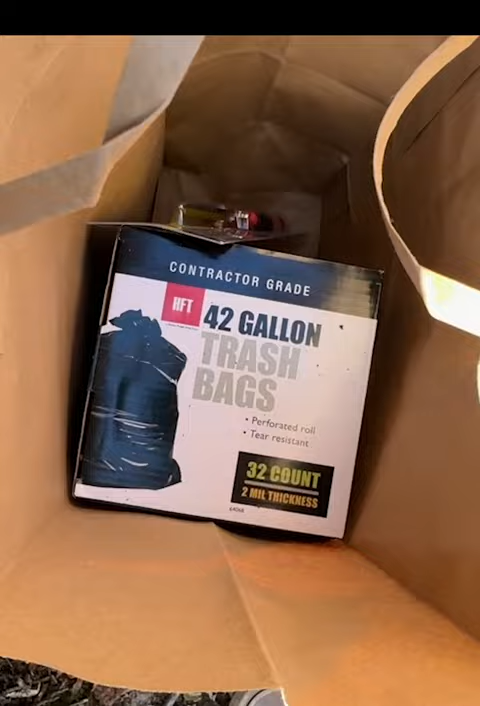 CONTRACTOR GRADE
HFT
42 GALLON
TRASH
BAGS
• Perforated roll
• Tear resistant
32 COUNT
2 MIL THICKNESS